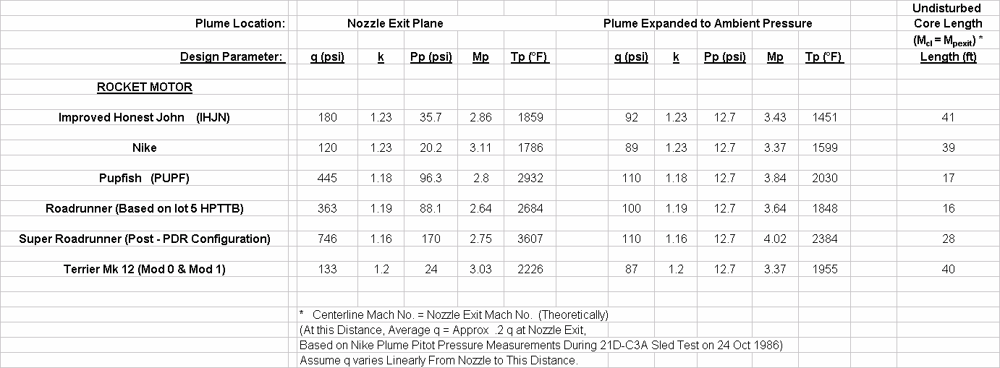 Undisturbed
Plume Location: Nozzle Exit Plane Plume Expanded to Ambient Pressure Core Length
(Mcl = Mpexit) *
Design Parameter: q (psi) k Pp (psi) Mp Tp (°F) q (psi) k Pp (psi) Mp Tp (°F) Length (ft)
ROCKET MOTOR
Improved Honest John (IHJN) 180 1.23 35.7 2.86 1859 92 1.23 12.7 3.43 1451 41
Nike 120 1.23 20.2 3.11 1786 89 1.23 12.7 3.37 1599 39
Pupfish (PUPF) 445 1.18 96.3 2.8 2932 110 1.18 12.7 3.84 2030 17
Roadrunner (Based on lot 5 HPTTB) 363 1.19 88.1 2.64 2684 100 1.19 12.7 3.64 1848 16
Super Roadrunner (Post - PDR Configuration) 746 1.16 170 2.75 3607 110 1.16 12.7 4.02 2384 28
Terrier Mk 12 (Mod 0 & Mod 1) 133 1.2 24 3.03 2226 87 1.2 12.7 3.37 1955 40
* Centerline Mach No. = Nozzle Exit Mach No. (Theoretically)
(At this Distance, Average q = Approx .2 q at Nozzle Exit,
Based on Nike Plume Pitot Pressure Measurements During 21D-C3A Sled Test on 24 Oct 1986)
Assume q varies Linearly From Nozzle to This Distance.